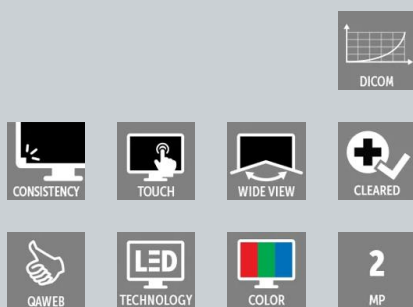 DICOM
CONSISTENCY
TOUCH
WIDE VIEW
CLEARED
QAWEB
LED
TECHNOLOGY
COLOR
2
MP